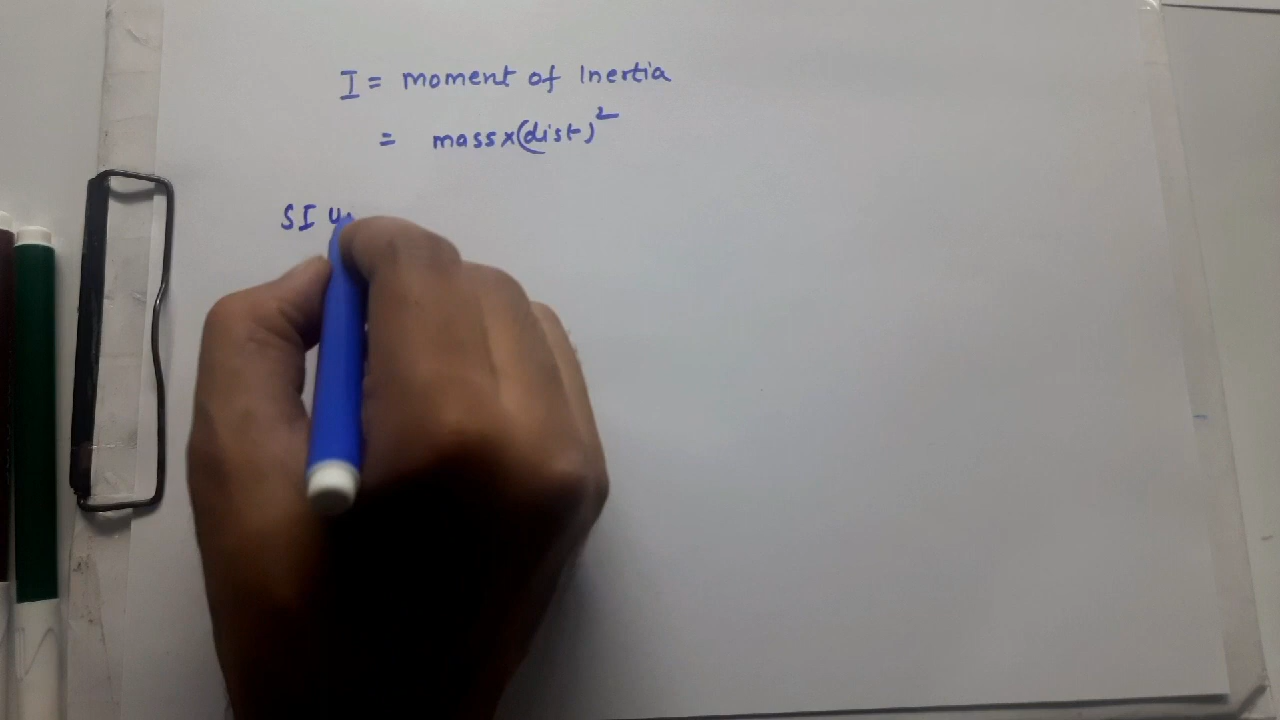 I = moment of Inertia
= mass x (dist)²
SI